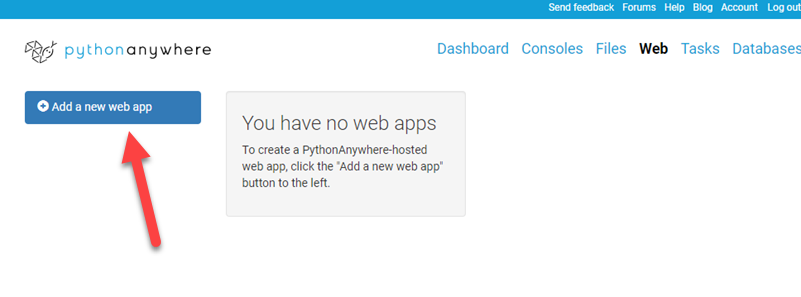 Send feedback Forums Help Blog Account Log out
pythonanywhere
Dashboard Consoles Files Web Tasks Databases
Add a new web app
You have no web apps
To create a PythonAnywhere-hosted
web app, click the "Add a new web app"
button to the left.